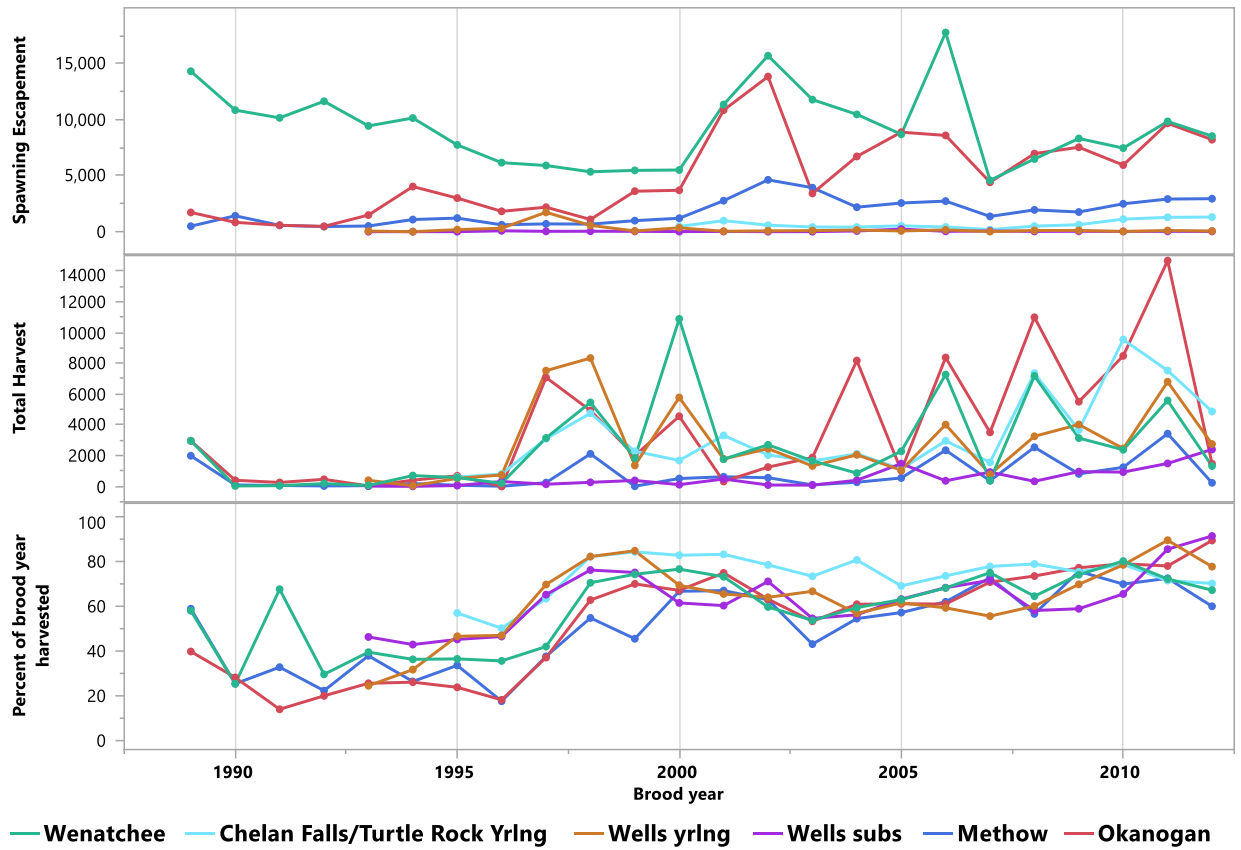 Spawning Escapement
15,000
10,000
5,000
0
Total Harvest
14000
12000
10000
8000
6000
4000
2000
0
Percent of brood year
harvested
100
80
60
40
20
0
1990 1995 2000 2005 2010
Brood year
Wenatchee Chelan Falls/Turtle Rock Yrlng Wells yrlng Wells subs Methow Okanogan